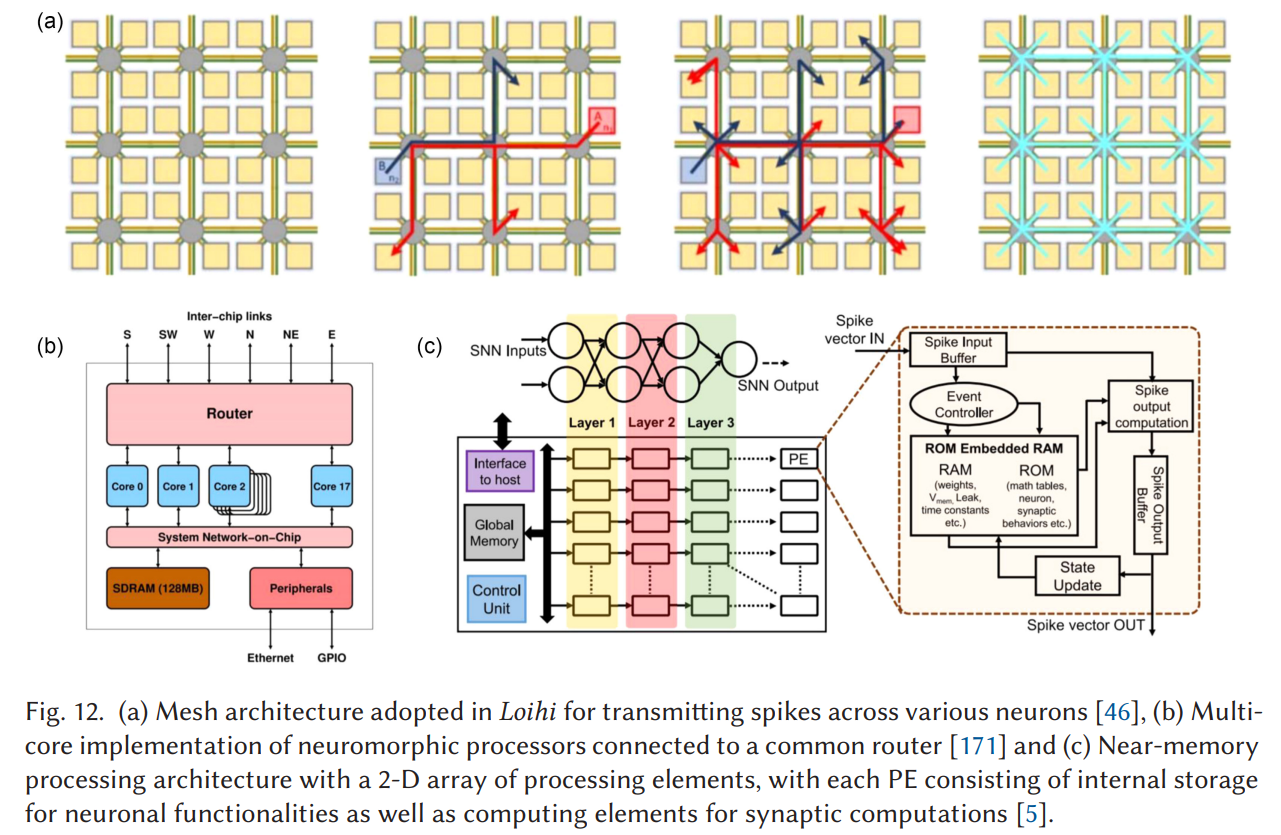 (a)
A
n₁
B
n₂
(b)
Inter-chip links
S SW W N NE E
Router
Core 0 Core 1 Core 2 Core 17
System Network-on-Chip
SDRAM (128MB) Peripherals
Ethernet GPIO
(c)
SNN Inputs
SNN Output
Layer 1 Layer 2 Layer 3
Interface
to host
Global
Memory
Control
Unit
PE
Spike
vector IN
Spike Input
Buffer
Event
Controller
Spike
output
computation
ROM Embedded RAM
RAM
(weights,
Vmem, Leak,
time constants
etc.)
ROM
(math tables,
neuron,
synaptic
behaviors etc.)
Spike Output
Buffer
State
Update
Spike vector OUT
Fig. 12. (a) Mesh architecture adopted in Loihi for transmitting spikes across various neurons [46], (b) Multi-
core implementation of neuromorphic processors connected to a common router [171] and (c) Near-memory
processing architecture with a 2-D array of processing elements, with each PE consisting of internal storage
for neuronal functionalities as well as computing elements for synaptic computations [5].